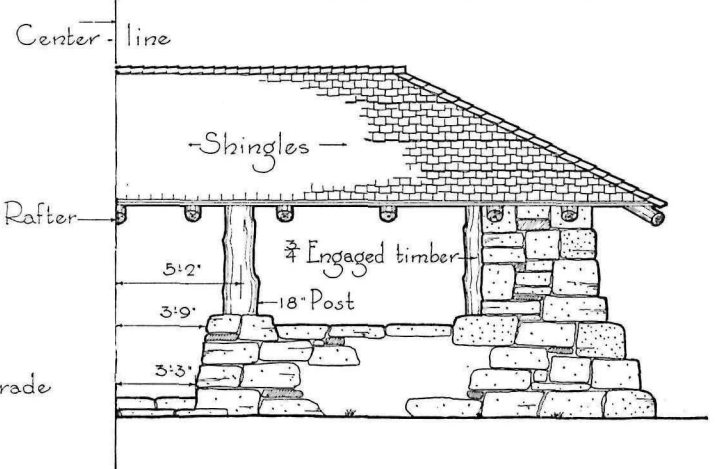 Center - line
Shingles
Rafter
3/4 Engaged timber
5'-2"
18" Post
3'-9"
3'-3"
rade